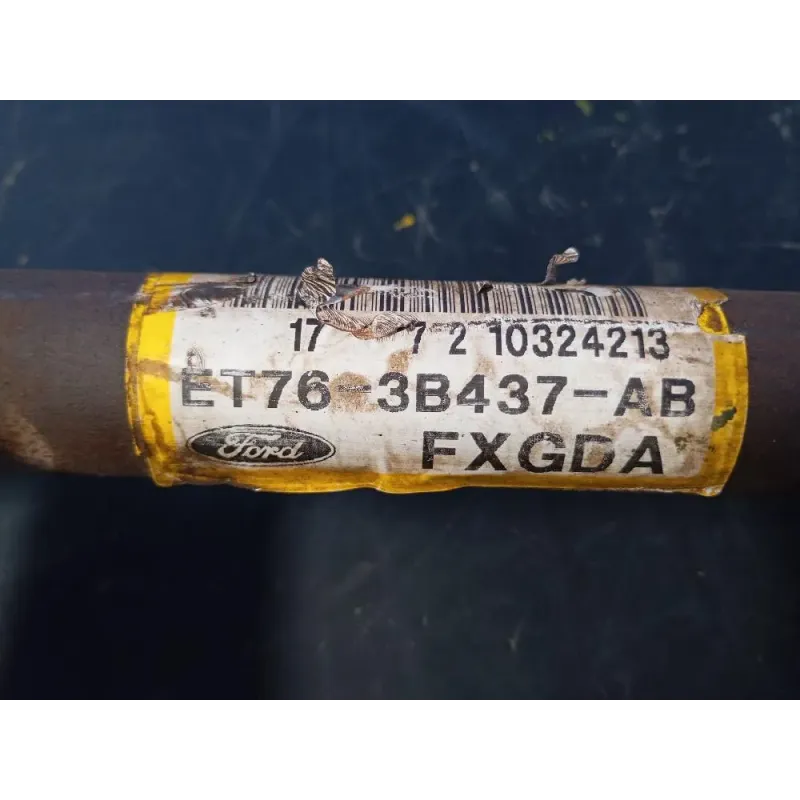 17 7 2 10324213
ET76-3B437-AB
Ford FXGDA